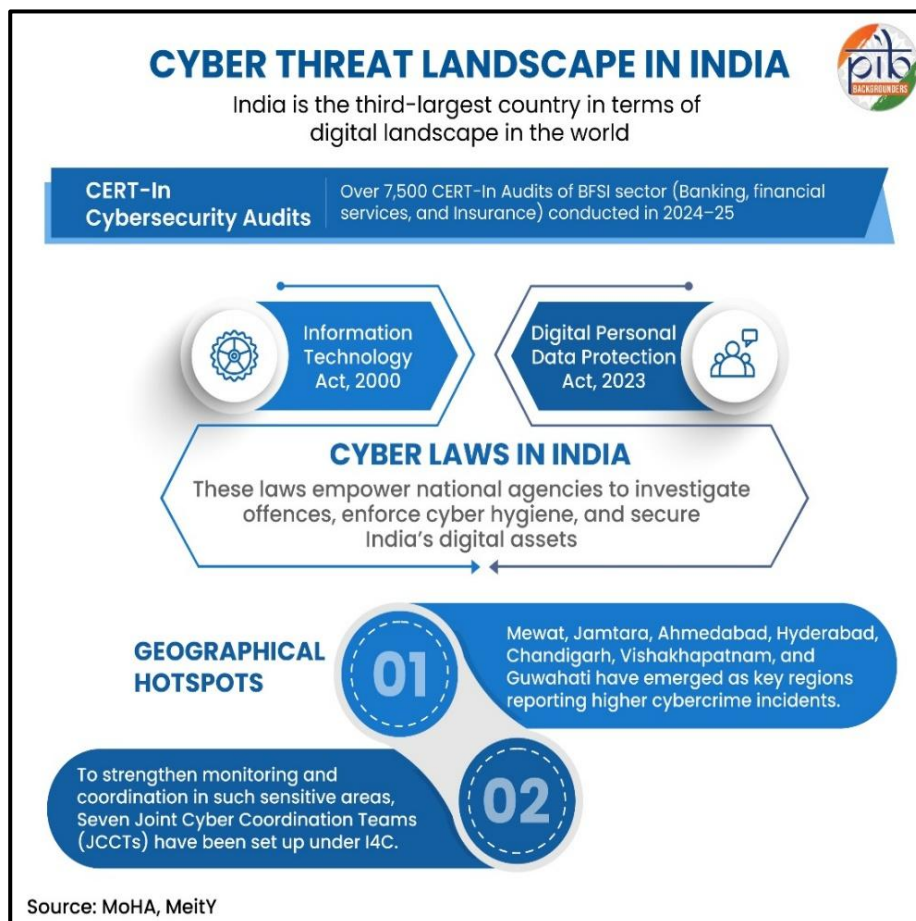 CYBER THREAT LANDSCAPE IN INDIA
pib
BACKGROUNDERS
India is the third-largest country in terms of
digital landscape in the world
CERT-In
Cybersecurity Audits
Over 7,500 CERT-In Audits of BFSI sector (Banking, financial
services, and Insurance) conducted in 2024–25
Information
Technology
Act, 2000
Digital Personal
Data Protection
Act, 2023
CYBER LAWS IN INDIA
These laws empower national agencies to investigate
offences, enforce cyber hygiene, and secure
India's digital assets
GEOGRAPHICAL
HOTSPOTS
01
Mewat, Jamtara, Ahmedabad, Hyderabad,
Chandigarh, Vishakhapatnam, and
Guwahati have emerged as key regions
reporting higher cybercrime incidents.
To strengthen monitoring and
coordination in such sensitive areas,
Seven Joint Cyber Coordination Teams
(JCCTs) have been set up under I4C.
02
Source: MoHA, MeitY